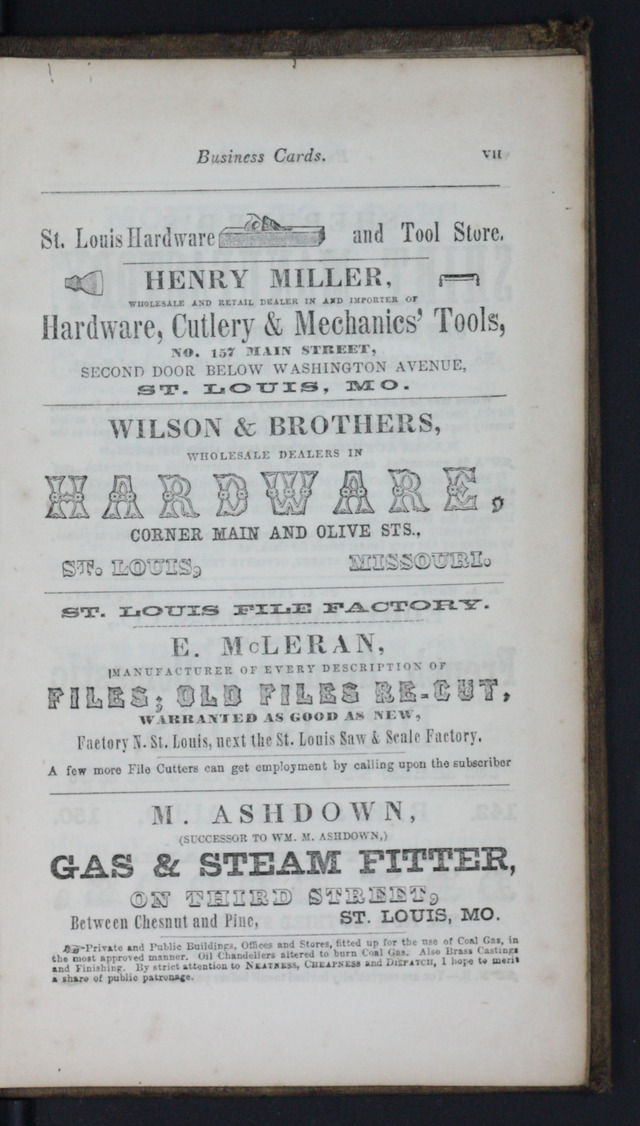 Business Cards.
VII
St. Louis Hardware and Tool Store.
HENRY MILLER,
WHOLESALE AND RETAIL DEALER IN AND IMPORTER OF
Hardware, Cutlery & Mechanics' Tools,
NO. 157 MAIN STREET,
SECOND DOOR BELOW WASHINGTON AVENUE,
ST. LOUIS, MO.
WILSON & BROTHERS,
WHOLESALE DEALERS IN
HARDWARE,
CORNER MAIN AND OLIVE STS.,
ST. LOUIS, MISSOURI.
ST. LOUIS FILE FACTORY.
E. McLERAN,
MANUFACTURER OF EVERY DESCRIPTION OF
FILES; OLD FILES RE-CUT,
WARRANTED AS GOOD AS NEW,
Factory N. St. Louis, next the St. Louis Saw & Scale Factory.
A few more File Cutters can get employment by calling upon the subscriber
M. ASHDOWN,
(SUCCESSOR TO WM. M. ASHDOWN,)
GAS & STEAM FITTER,
ON THIRD STREET,
Between Chesnut and Pine, ST. LOUIS, MO.
☞Private and Public Buildings, Offices and Stores, fitted up for the use of Coal Gas, in
the most approved manner. Oil Chandeliers altered to burn Coal Gas. Also Brass Castings
and Finishing. By strict attention to NEATNESS, CHEAPNESS and DISPATCH, I hope to merit
a share of public patronage.